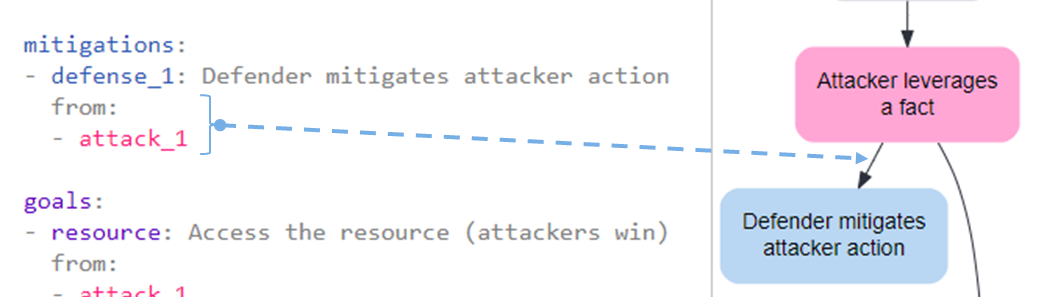 mitigations:
- defense_1: Defender mitigates attacker action
from:
- attack_1
goals:
- resource: Access the resource (attackers win)
from:
- attack_1
Attacker leverages
a fact
Defender mitigates
attacker action